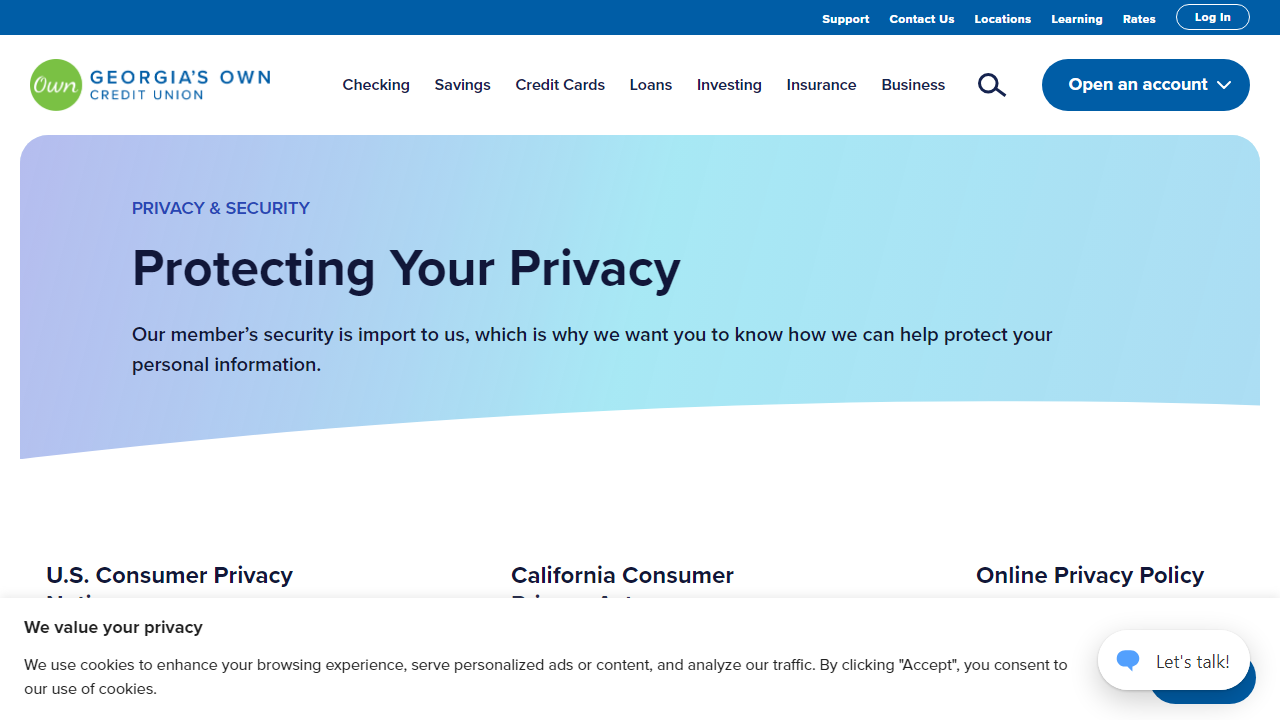 Support Contact Us Locations Learning Rates Log In
Own GEORGIA'S OWN
CREDIT UNION
Checking Savings Credit Cards Loans Investing Insurance Business
Open an account
PRIVACY & SECURITY
Protecting Your Privacy
Our member’s security is import to us, which is why we want you to know how we can help protect your
personal information.
U.S. Consumer Privacy
California Consumer
Online Privacy Policy
We value your privacy
We use cookies to enhance your browsing experience, serve personalized ads or content, and analyze our traffic. By clicking "Accept", you consent to
our use of cookies.
Let's talk!